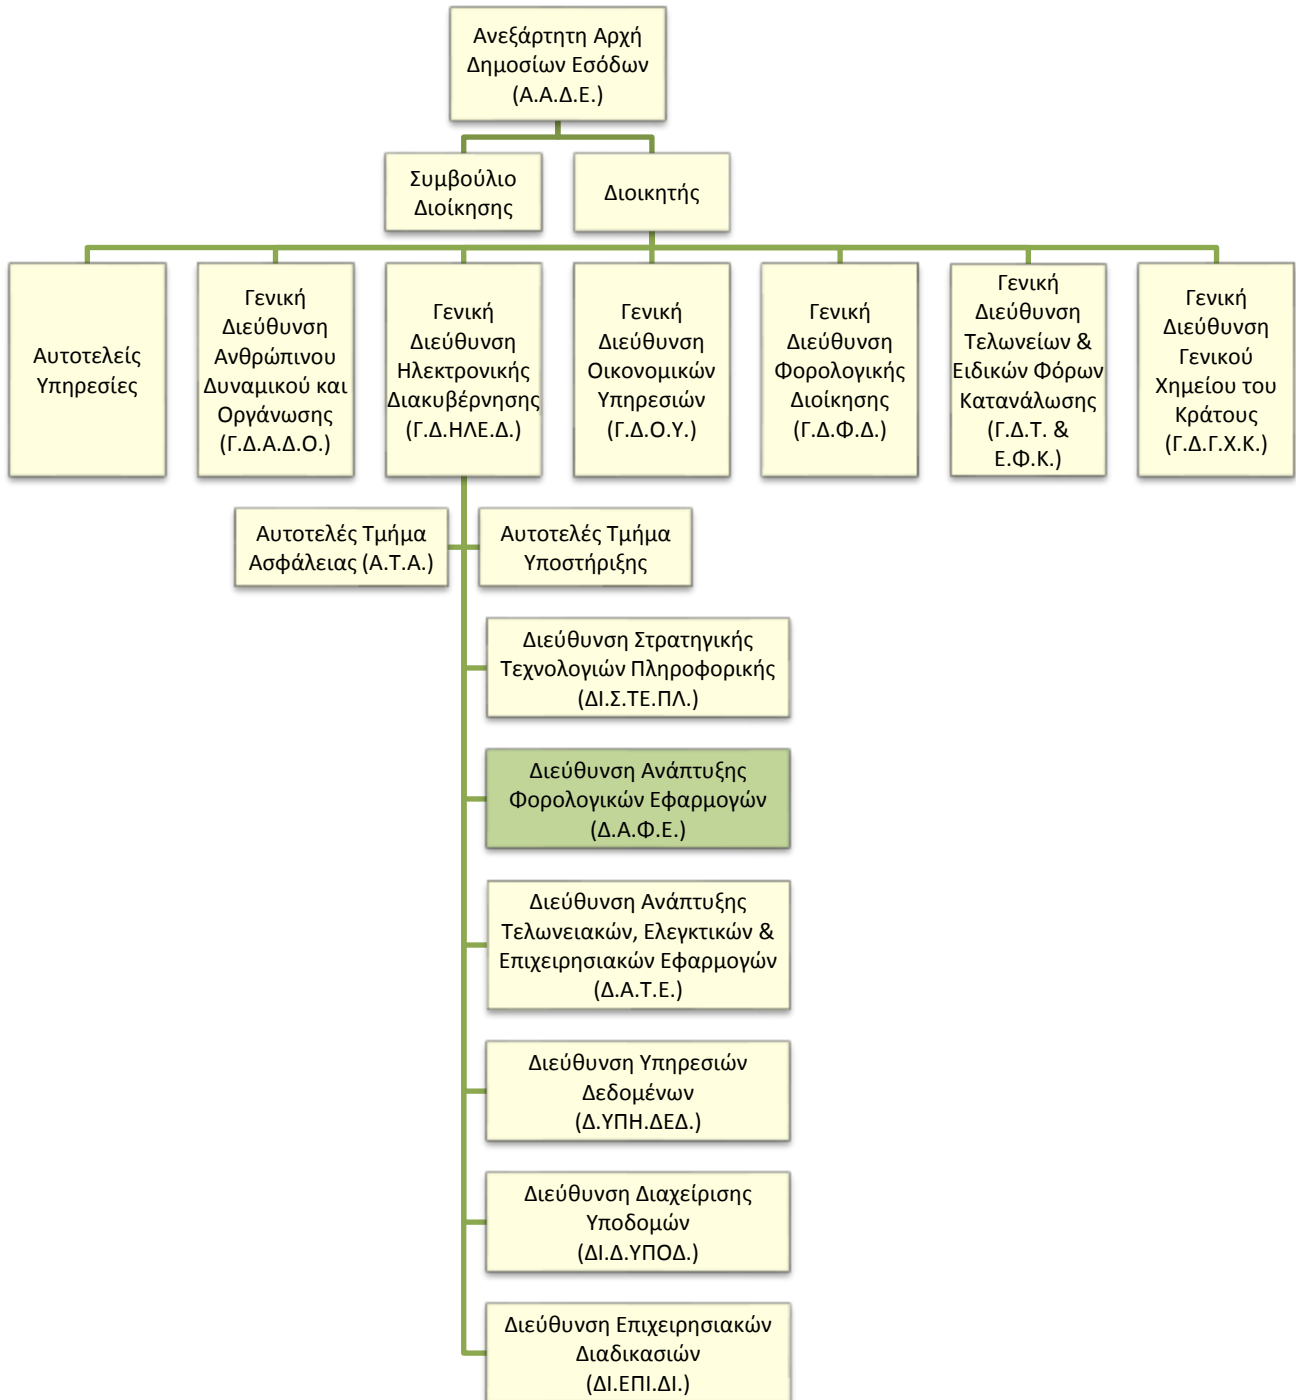 Ανεξάρτητη Αρχή
Δημοσίων Εσόδων
(Α.Α.Δ.Ε.)
Συμβούλιο
Διοίκησης
Διοικητής
Αυτοτελείς
Υπηρεσίες
Γενική
Διεύθυνση
Ανθρώπινου
Δυναμικού και
Οργάνωσης
(Γ.Δ.Α.Δ.Ο.)
Γενική
Διεύθυνση
Ηλεκτρονικής
Διακυβέρνησης
(Γ.Δ.ΗΛΕ.Δ.)
Γενική
Διεύθυνση
Οικονομικών
Υπηρεσιών
(Γ.Δ.Ο.Υ.)
Γενική
Διεύθυνση
Φορολογικής
Διοίκησης
(Γ.Δ.Φ.Δ.)
Γενική
Διεύθυνση
Τελωνείων &
Ειδικών Φόρων
Κατανάλωσης
(Γ.Δ.Τ. &
Ε.Φ.Κ.)
Γενική
Διεύθυνση
Γενικού
Χημείου του
Κράτους
(Γ.Δ.Γ.Χ.Κ.)
Αυτοτελές Τμήμα
Ασφάλειας (Α.Τ.Α.)
Αυτοτελές Τμήμα
Υποστήριξης
Διεύθυνση Στρατηγικής
Τεχνολογιών Πληροφορικής
(ΔΙ.Σ.ΤΕ.ΠΛ.)
Διεύθυνση Ανάπτυξης
Φορολογικών Εφαρμογών
(Δ.Α.Φ.Ε.)
Διεύθυνση Ανάπτυξης
Τελωνειακών, Ελεγκτικών &
Επιχειρησιακών Εφαρμογών
(Δ.Α.Τ.Ε.)
Διεύθυνση Υπηρεσιών
Δεδομένων
(Δ.ΥΠΗ.ΔΕΔ.)
Διεύθυνση Διαχείρισης
Υποδομών
(ΔΙ.Δ.ΥΠΟΔ.)
Διεύθυνση Επιχειρησιακών
Διαδικασιών
(ΔΙ.ΕΠΙ.ΔΙ.)